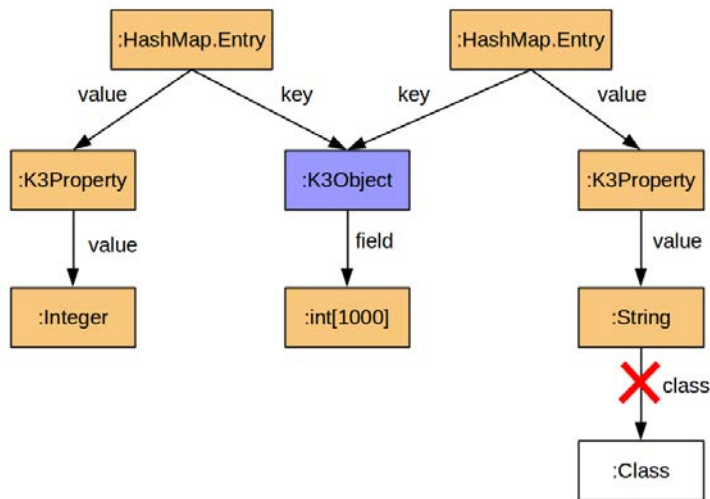 :HashMap.Entry
:HashMap.Entry
value
key
key
value
:K3Property
:K3Object
:K3Property
value
field
value
:Integer
:int[1000]
:String
class
:Class